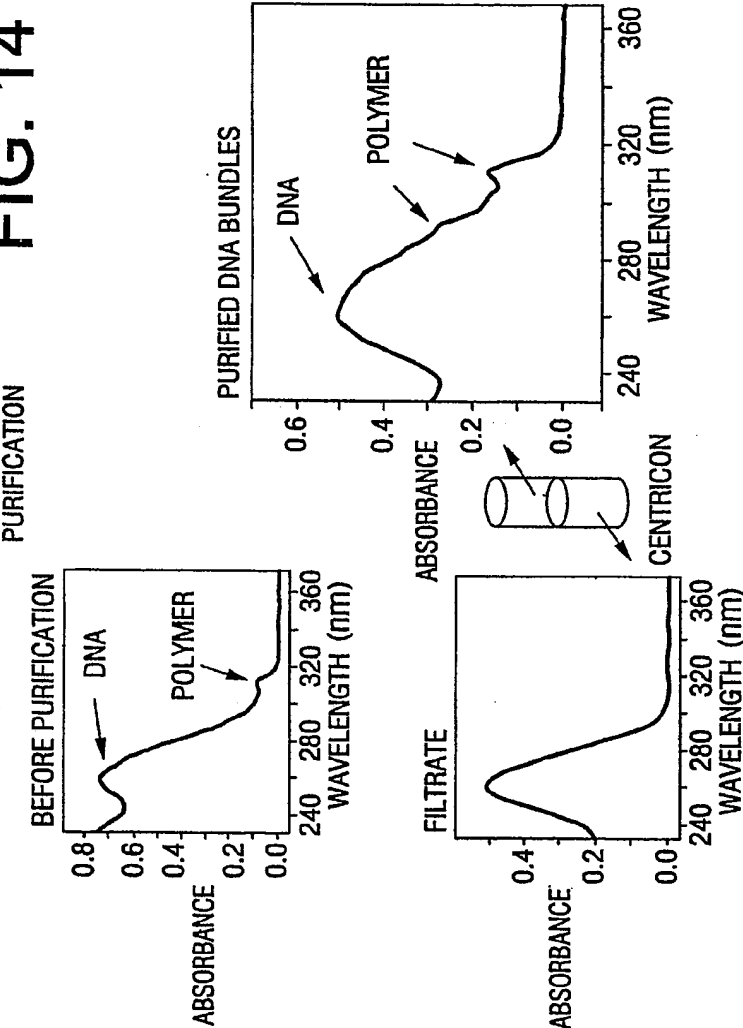 FIG. 14
PURIFICATION
BEFORE PURIFICATION
DNA
POLYMER
ABSORBANCE
0.8
0.6
0.4
0.2
0.0
240 280 320 360
WAVELENGTH (nm)
FILTRATE
ABSORBANCE
0.4
0.2
0.0
240 280 320 360
WAVELENGTH (nm)
CENTRICON
PURIFIED DNA BUNDLES
DNA
POLYMER
ABSORBANCE
0.6
0.4
0.2
0.0
240 280 320 360
WAVELENGTH (nm)